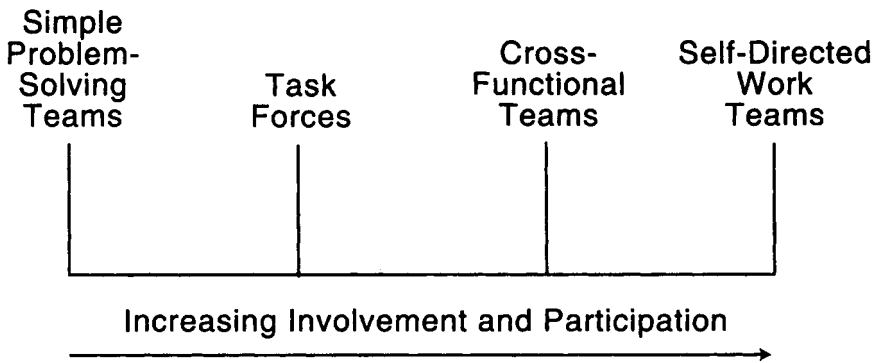 Simple
Problem-
Solving
Teams
Task
Forces
Cross-
Functional
Teams
Self-Directed
Work
Teams
Increasing Involvement and Participation